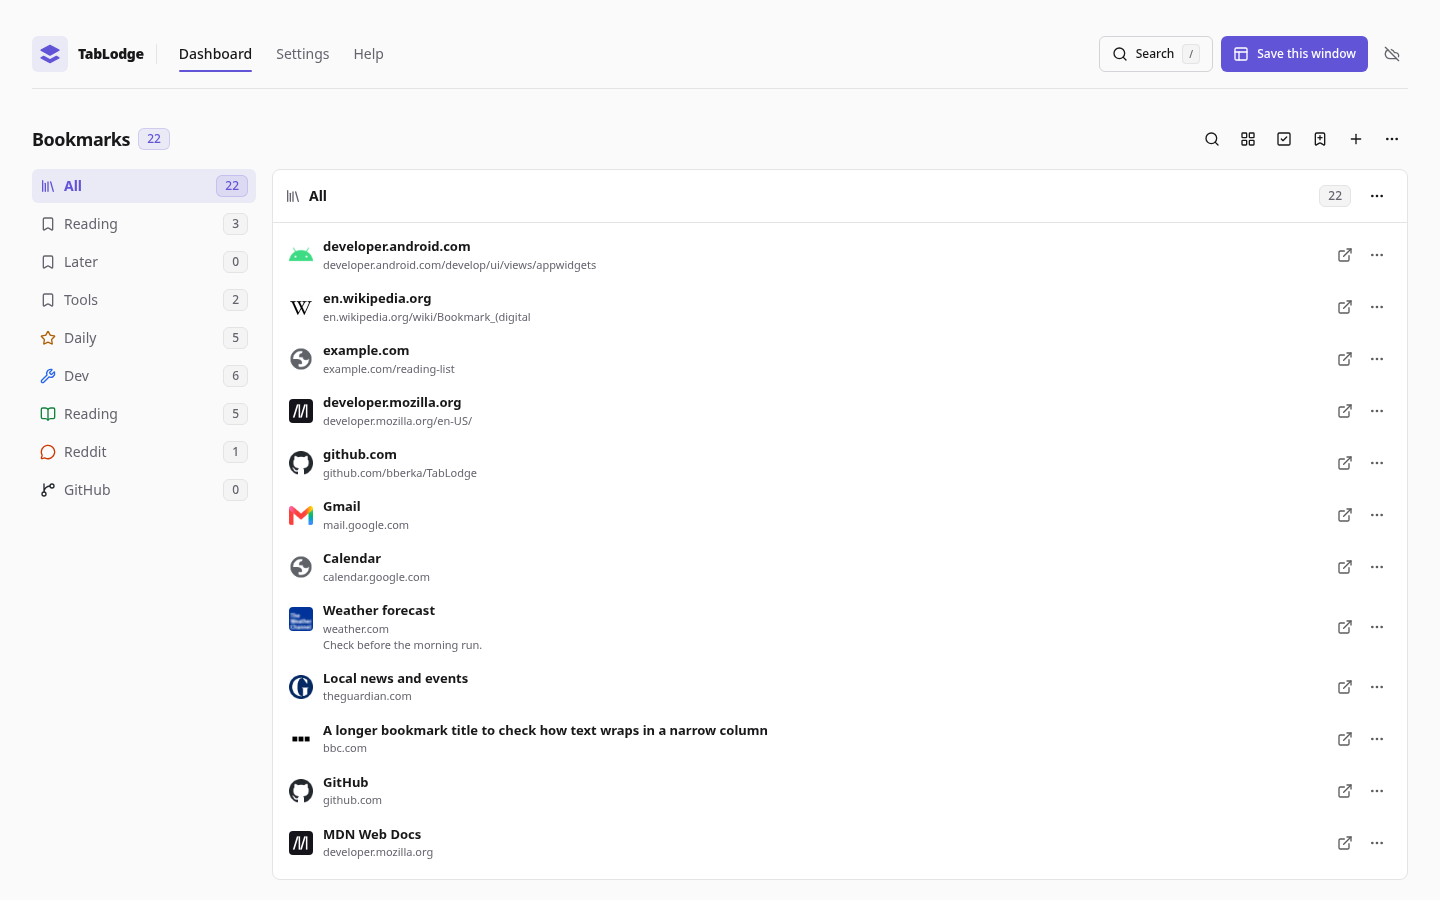 TabLodge
Dashboard
Settings
Help
Search /
Save this window
Bookmarks 22
All 22
Reading 3
Later 0
Tools 2
Daily 5
Dev 6
Reading 5
Reddit 1
GitHub 0
All 22
developer.android.com
developer.android.com/develop/ui/views/appwidgets
en.wikipedia.org
en.wikipedia.org/wiki/Bookmark_(digital
example.com
example.com/reading-list
developer.mozilla.org
developer.mozilla.org/en-US/
github.com
github.com/bberka/TabLodge
Gmail
mail.google.com
Calendar
calendar.google.com
The Weather Channel
Weather forecast
weather.com
Check before the morning run.
Local news and events
theguardian.com
A longer bookmark title to check how text wraps in a narrow column
bbc.com
GitHub
github.com
MDN Web Docs
developer.mozilla.org